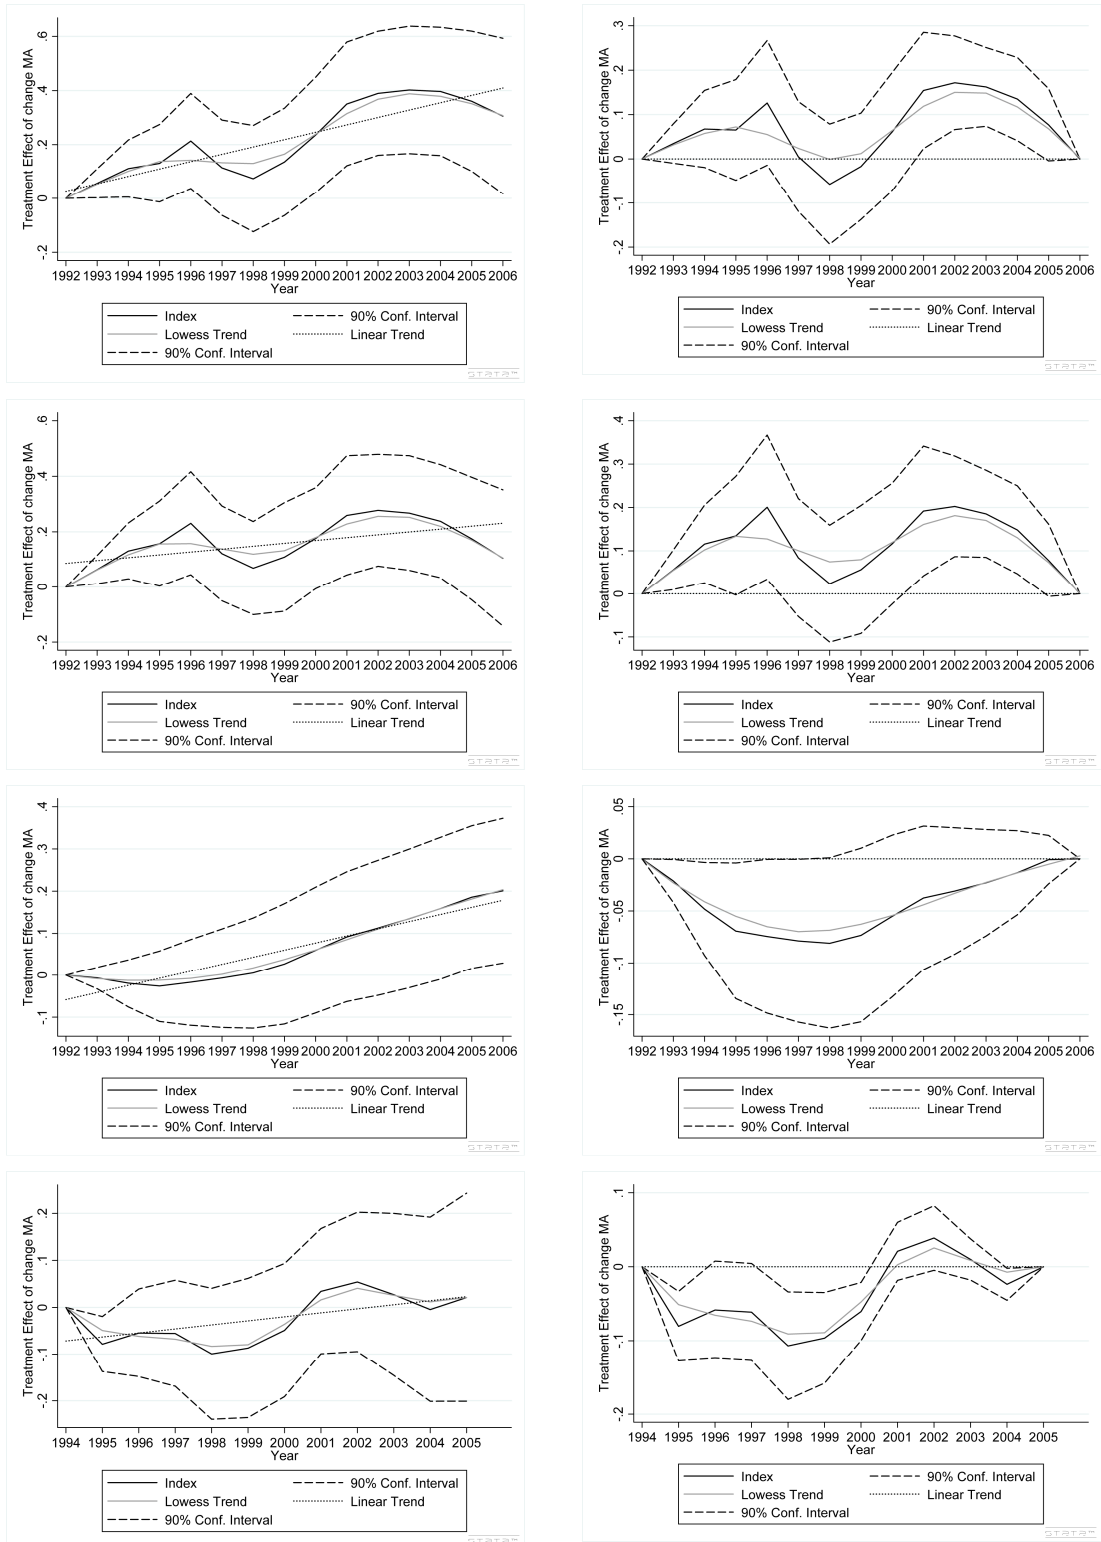 Treatment Effect of change MA
.6
.4
.2
0
-.2
1992 1993 1994 1995 1996 1997 1998 1999 2000 2001 2002 2003 2004 2005 2006
Year
Index
90% Conf. Interval
Lowess Trend
Linear Trend
90% Conf. Interval
STATA™
Treatment Effect of change MA
.3
.2
.1
0
-.1
-.2
1992 1993 1994 1995 1996 1997 1998 1999 2000 2001 2002 2003 2004 2005 2006
Year
Index
90% Conf. Interval
Lowess Trend
Linear Trend
90% Conf. Interval
STATA™
Treatment Effect of change MA
.6
.4
.2
0
-.2
1992 1993 1994 1995 1996 1997 1998 1999 2000 2001 2002 2003 2004 2005 2006
Year
Index
90% Conf. Interval
Lowess Trend
Linear Trend
90% Conf. Interval
STATA™
Treatment Effect of change MA
.4
.3
.2
.1
0
-.1
1992 1993 1994 1995 1996 1997 1998 1999 2000 2001 2002 2003 2004 2005 2006
Year
Index
90% Conf. Interval
Lowess Trend
Linear Trend
90% Conf. Interval
STATA™
Treatment Effect of change MA
.4
.3
.2
.1
0
-.1
1992 1993 1994 1995 1996 1997 1998 1999 2000 2001 2002 2003 2004 2005 2006
Year
Index
90% Conf. Interval
Lowess Trend
Linear Trend
90% Conf. Interval
STATA™
Treatment Effect of change MA
.05
0
-.05
-.1
-.15
1992 1993 1994 1995 1996 1997 1998 1999 2000 2001 2002 2003 2004 2005 2006
Year
Index
90% Conf. Interval
Lowess Trend
Linear Trend
90% Conf. Interval
STATA™
Treatment Effect of change MA
.2
.1
0
-.1
-.2
1994 1995 1996 1997 1998 1999 2000 2001 2002 2003 2004 2005
Year
Index
90% Conf. Interval
Lowess Trend
Linear Trend
90% Conf. Interval
STATA™
Treatment Effect of change MA
.1
0
-.1
-.2
1994 1995 1996 1997 1998 1999 2000 2001 2002 2003 2004 2005
Year
Index
90% Conf. Interval
Lowess Trend
Linear Trend
90% Conf. Interval
STATA™